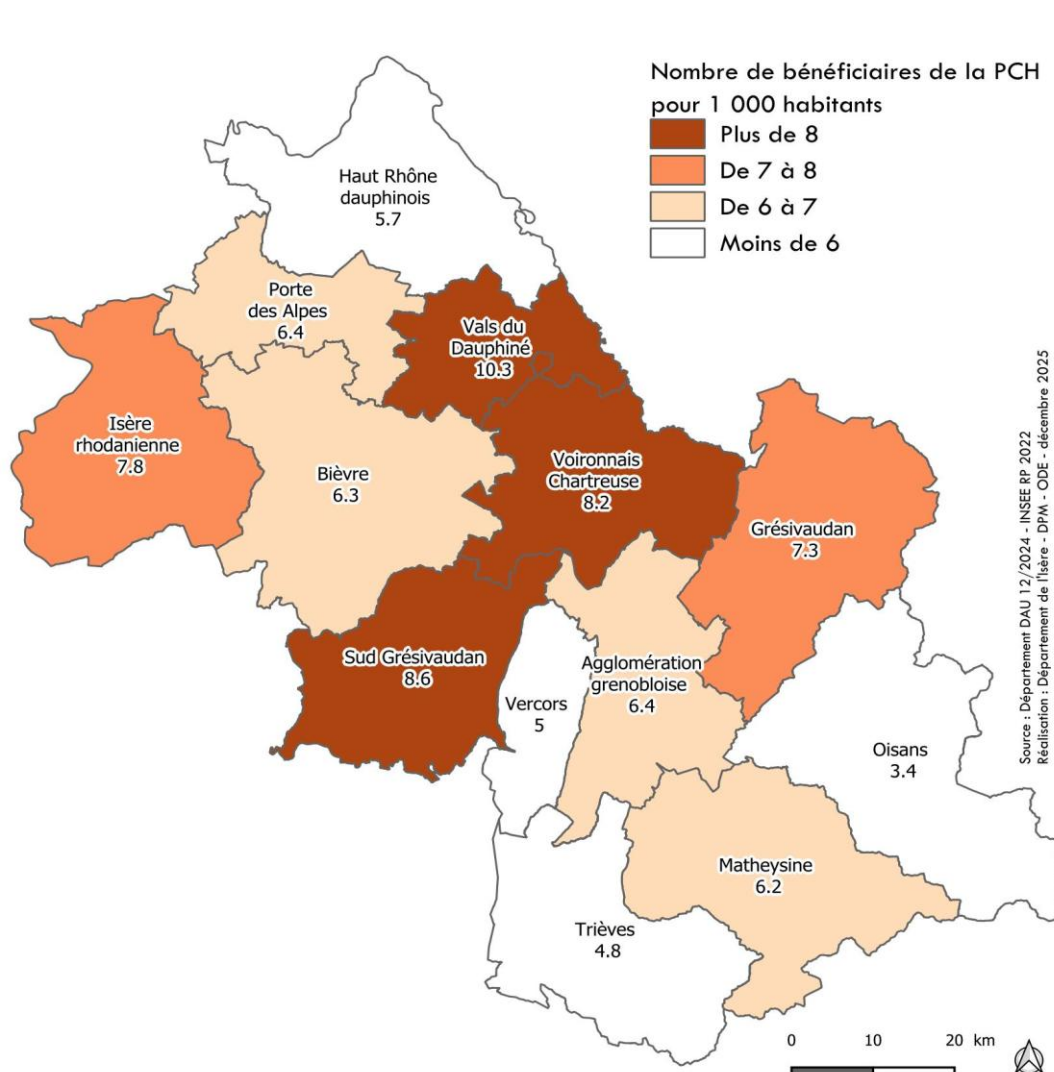 Nombre de bénéficiaires de la PCH
pour 1 000 habitants
Plus de 8
De 7 à 8
De 6 à 7
Moins de 6
Haut Rhône
dauphinois
5.7
Porte
des Alpes
6.4
Vals du
Dauphiné
10.3
Isère
rhodanienne
7.8
Bièvre
6.3
Voironnais
Chartreuse
8.2
Grésivaudan
7.3
Sud Grésivaudan
8.6
Vercors
5
Agglomération
grenobloise
6.4
Oisans
3.4
Matheysine
6.2
Trièves
4.8
Source : Département DAU 12/2024 - INSEE RP 2022
Réalisation : Département de l'Isère - DPM - ODE - décembre 2025
0 10 20 km